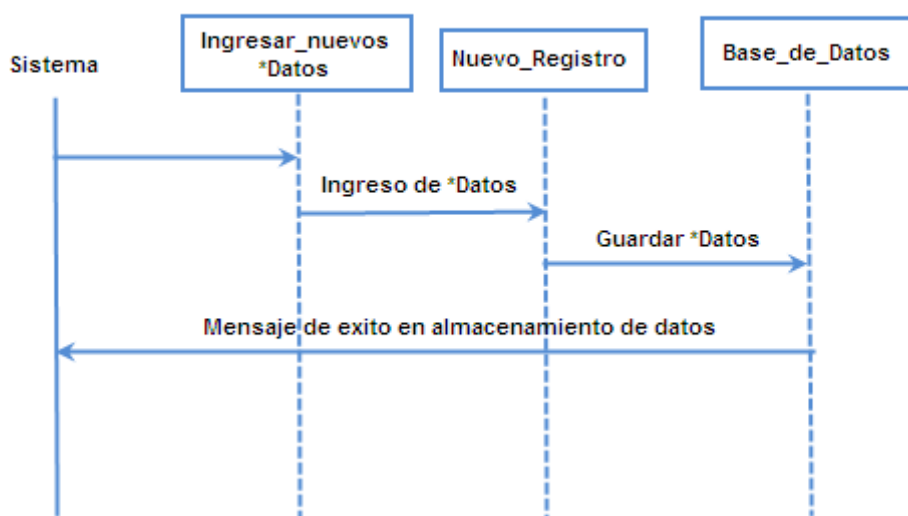 Sistema
Ingresar_nuevos
*Datos
Nuevo_Registro
Base_de_Datos
Ingreso de *Datos
Guardar *Datos
Mensaje de exito en almacenamiento de datos